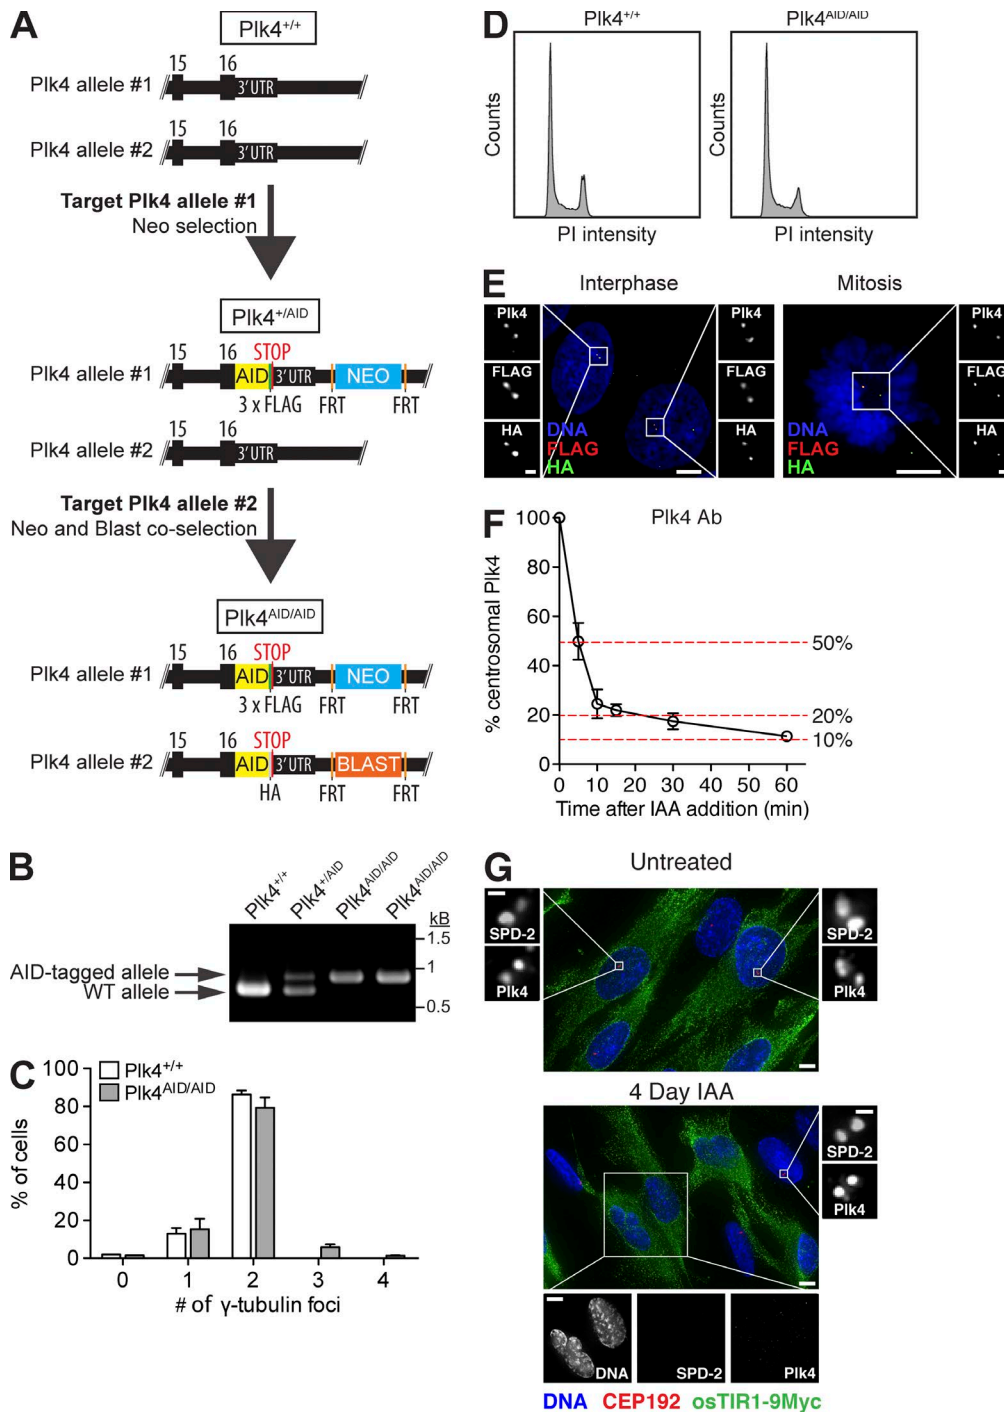 A
Plk4+/+
15 16
Plk4 allele #1
3'UTR
15 16
Plk4 allele #2
3'UTR
Target Plk4 allele #1
Neo selection
Plk4+/AID
15 16 STOP
Plk4 allele #1
AID 3'UTR NEO
3 x FLAG FRT FRT
15 16
Plk4 allele #2
3'UTR
Target Plk4 allele #2
Neo and Blast co-selection
Plk4AID/AID
15 16 STOP
Plk4 allele #1
AID 3'UTR NEO
3 x FLAG FRT FRT
15 16 STOP
Plk4 allele #2
AID 3'UTR BLAST
HA FRT FRT
B
Plk4+/+ Plk4+/AID Plk4AID/AID Plk4AID/AID
kB
1.5
AID-tagged allele
1
WT allele
0.5
C
Plk4+/+
Plk4AID/AID
% of cells
100
80
60
40
20
0
0 1 2 3 4
# of γ-tubulin foci
D
Plk4+/+ Plk4AID/AID
Counts Counts
PI intensity PI intensity
E
Interphase Mitosis
Plk4
FLAG
HA
DNA
FLAG
HA
Plk4
FLAG
HA
DNA
FLAG
HA
Plk4
FLAG
HA
F
Plk4 Ab
% centrosomal Plk4
100
80
60
40
20
0
50%
20%
10%
0 10 20 30 40 50 60
Time after IAA addition (min)
G
Untreated
SPD-2
Plk4
SPD-2
Plk4
4 Day IAA
SPD-2
Plk4
DNA SPD-2 Plk4
DNA CEP192 osTIR1-9Myc